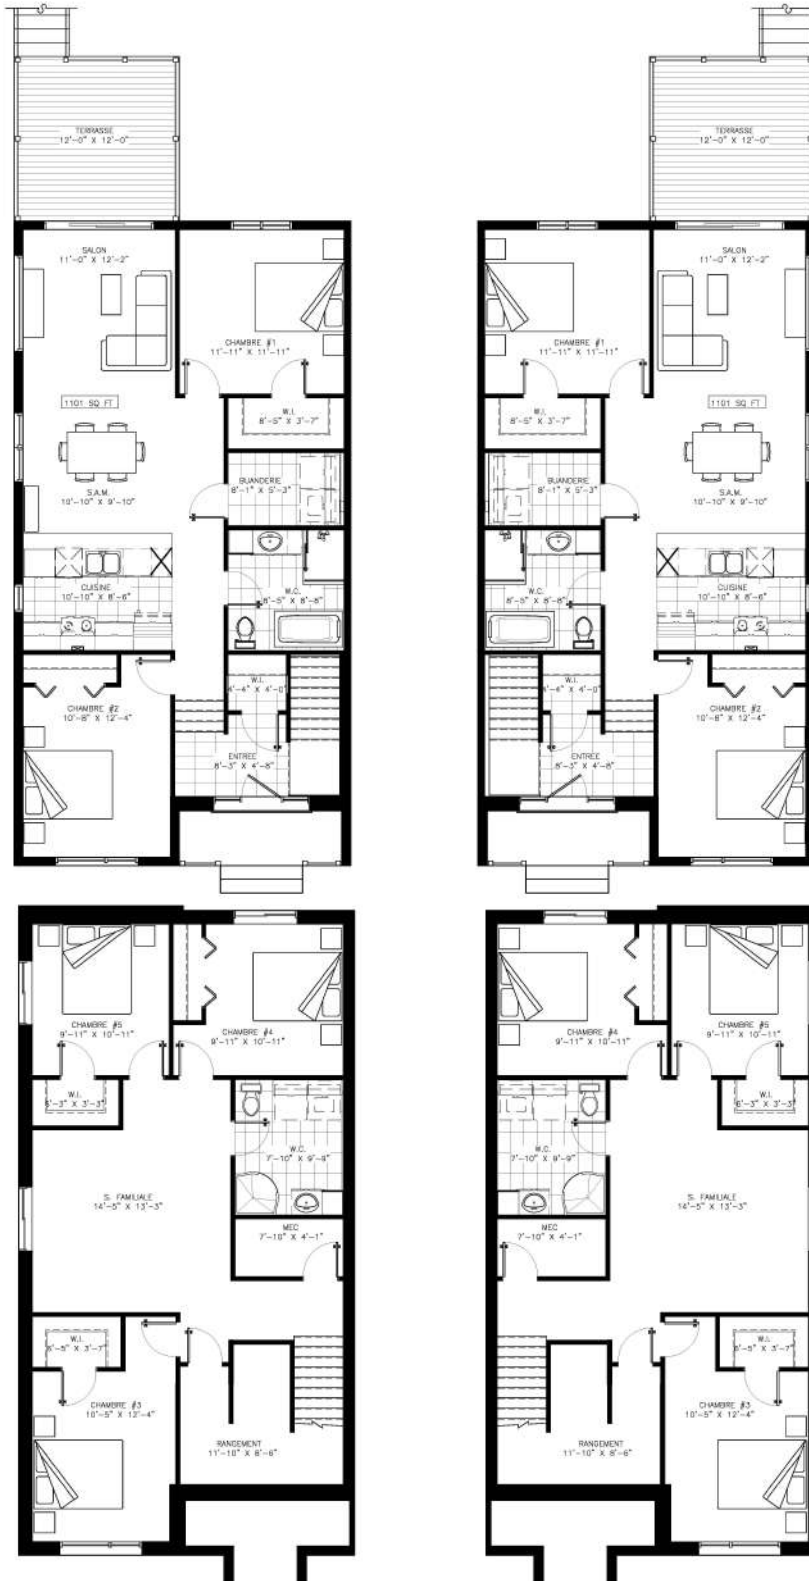 TERRASSE
12'-0" X 12'-0"
SALON
11'-0" X 12'-2"
CHAMBRE #1
11'-11" X 11'-11"
1101 SQ FT
W.I.
8'-5" X 3'-7"
BUANDERIE
8'-1" X 5'-3"
S.A.M.
10'-10" X 9'-10"
CUISINE
10'-10" X 8'-6"
W.C.
8'-5" X 8'-8"
W.I.
4'-4" X 4'-0"
CHAMBRE #2
10'-8" X 12'-4"
ENTREE
8'-3" X 4'-8"
TERRASSE
12'-0" X 12'-0"
SALON
11'-0" X 12'-2"
CHAMBRE #1
11'-11" X 11'-11"
1101 SQ FT
W.I.
8'-5" X 3'-7"
BUANDERIE
8'-1" X 5'-3"
S.A.M.
10'-10" X 9'-10"
CUISINE
10'-10" X 8'-6"
W.C.
8'-5" X 8'-8"
W.I.
4'-4" X 4'-0"
CHAMBRE #2
10'-8" X 12'-4"
ENTREE
8'-3" X 4'-8"
CHAMBRE #5
9'-11" X 10'-11"
CHAMBRE #4
9'-11" X 10'-11"
W.I.
6'-3" X 3'-3"
W.C.
7'-10" X 9'-9"
S. FAMILIALE
14'-5" X 13'-3"
MEC
7'-10" X 4'-1"
W.I.
6'-5" X 3'-7"
CHAMBRE #3
10'-5" X 12'-4"
RANGEMENT
11'-10" X 8'-6"
CHAMBRE #4
9'-11" X 10'-11"
CHAMBRE #5
9'-11" X 10'-11"
W.I.
6'-3" X 3'-3"
W.C.
7'-10" X 9'-9"
S. FAMILIALE
14'-5" X 13'-3"
MEC
7'-10" X 4'-1"
W.I.
6'-5" X 3'-7"
CHAMBRE #3
10'-5" X 12'-4"
RANGEMENT
11'-10" X 8'-6"